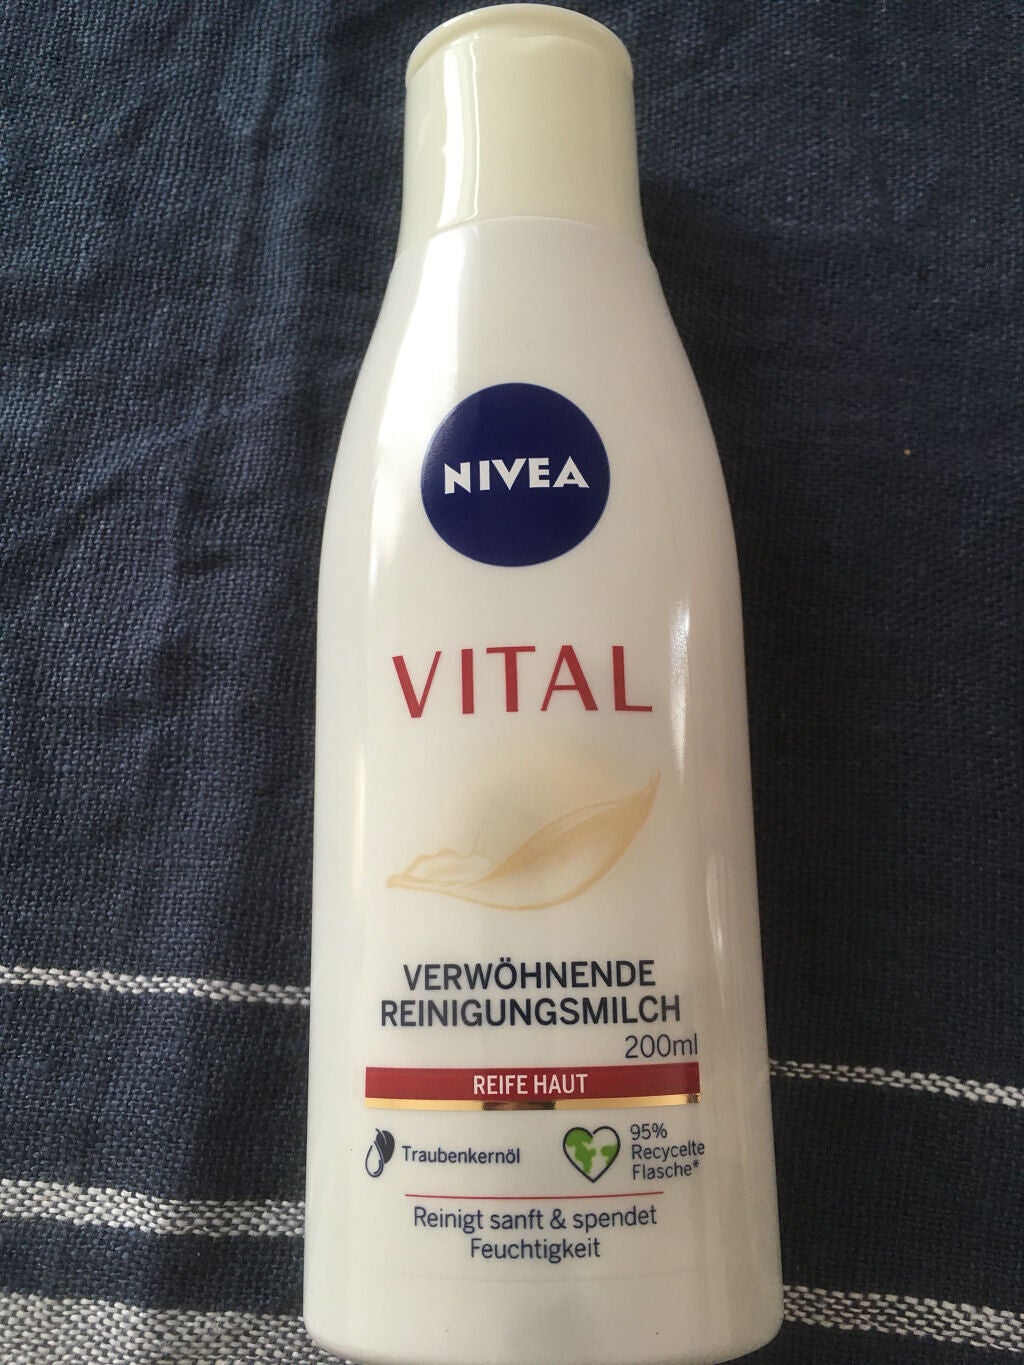 NIVEA
VITAL
VERWÖHNENDE
REINIGUNGSMILCH
200ml
REIFE HAUT
Traubenkernöl
95%
Recycelte
Flasche*
Reinigt sanft & spendet
Feuchtigkeit